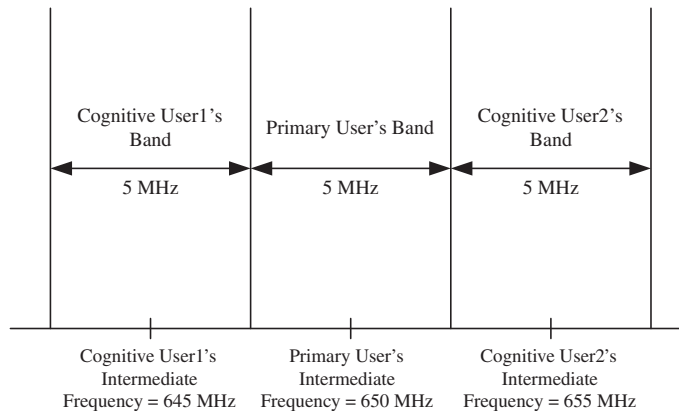 Cognitive User1's
Band
Primary User's Band
Cognitive User2's
Band
5 MHz
5 MHz
5 MHz
Cognitive User1's
Intermediate
Frequency = 645 MHz
Primary User's
Intermediate
Frequency = 650 MHz
Cognitive User2's
Intermediate
Frequency = 655 MHz